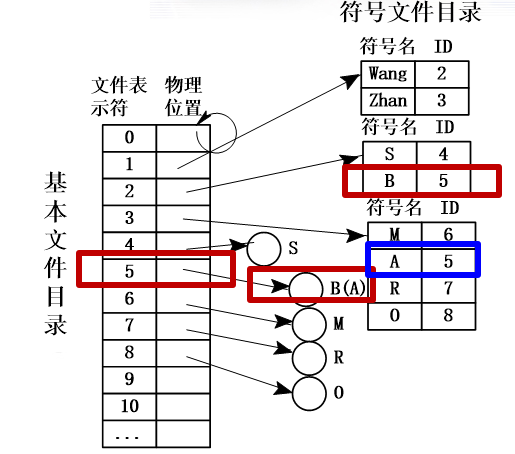 符号文件目录
符号名 ID
Wang 2
Zhan 3
符号名 ID
S 4
B 5
符号名 ID
M 6
A 5
R 7
O 8
基本文件目录
文件表示符 物理位置
0
1
2
3
4
5
6
7
8
9
10
...
S
B(A)
M
R
O